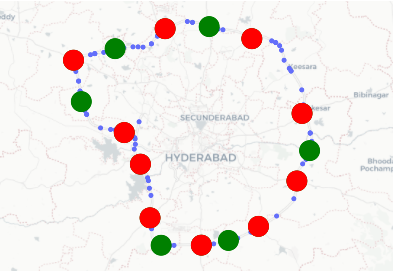 Keesara
SECUNDERABAD
Bibinagar
HYDERABAD
Bhooda
Pochamp